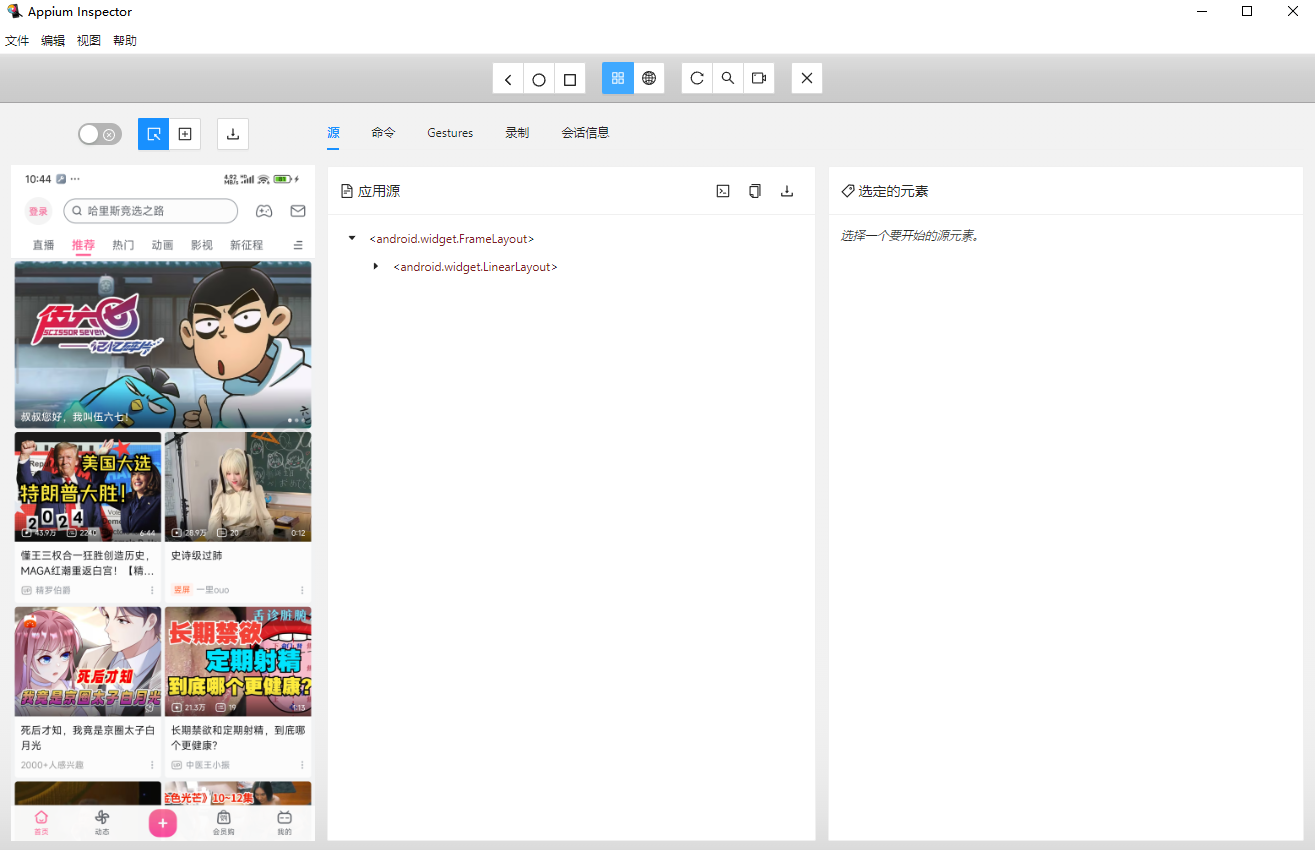 Appium Inspector
文件 编辑 视图 帮助
源 命令 Gestures 录制 会话信息
10:44
4.92 MB/s
登录 哈里斯竞选之路
直播 推荐 热门 动画 影视 新征程
伍六七
SCISSOR SEVEN
记忆碎片
叔叔您好，我叫伍六七！
美国大选
特朗普大胜！
2024
43.9万 2240 6:44
28.9万 20 0:12
懂王三权合一狂胜创造历史，
MAGA红潮重返白宫！【精…
精罗伯爵
史诗级过肺
竖屏 一里ouo
死后才知
我竟是京圈太子白月光
舌诊脏腑
长期禁欲
定期射精
到底哪个更健康?
21.3万 19 1:13
死后才知，我竟是京圈太子白
月光
2000+人感兴趣
长期禁欲和定期射精，到底哪
个更健康？
中医王小振
金色光芒》10~12集
首页 动态 会员购 我的
应用源
<android.widget.FrameLayout>
<android.widget.LinearLayout>
选定的元素
选择一个要开始的源元素。